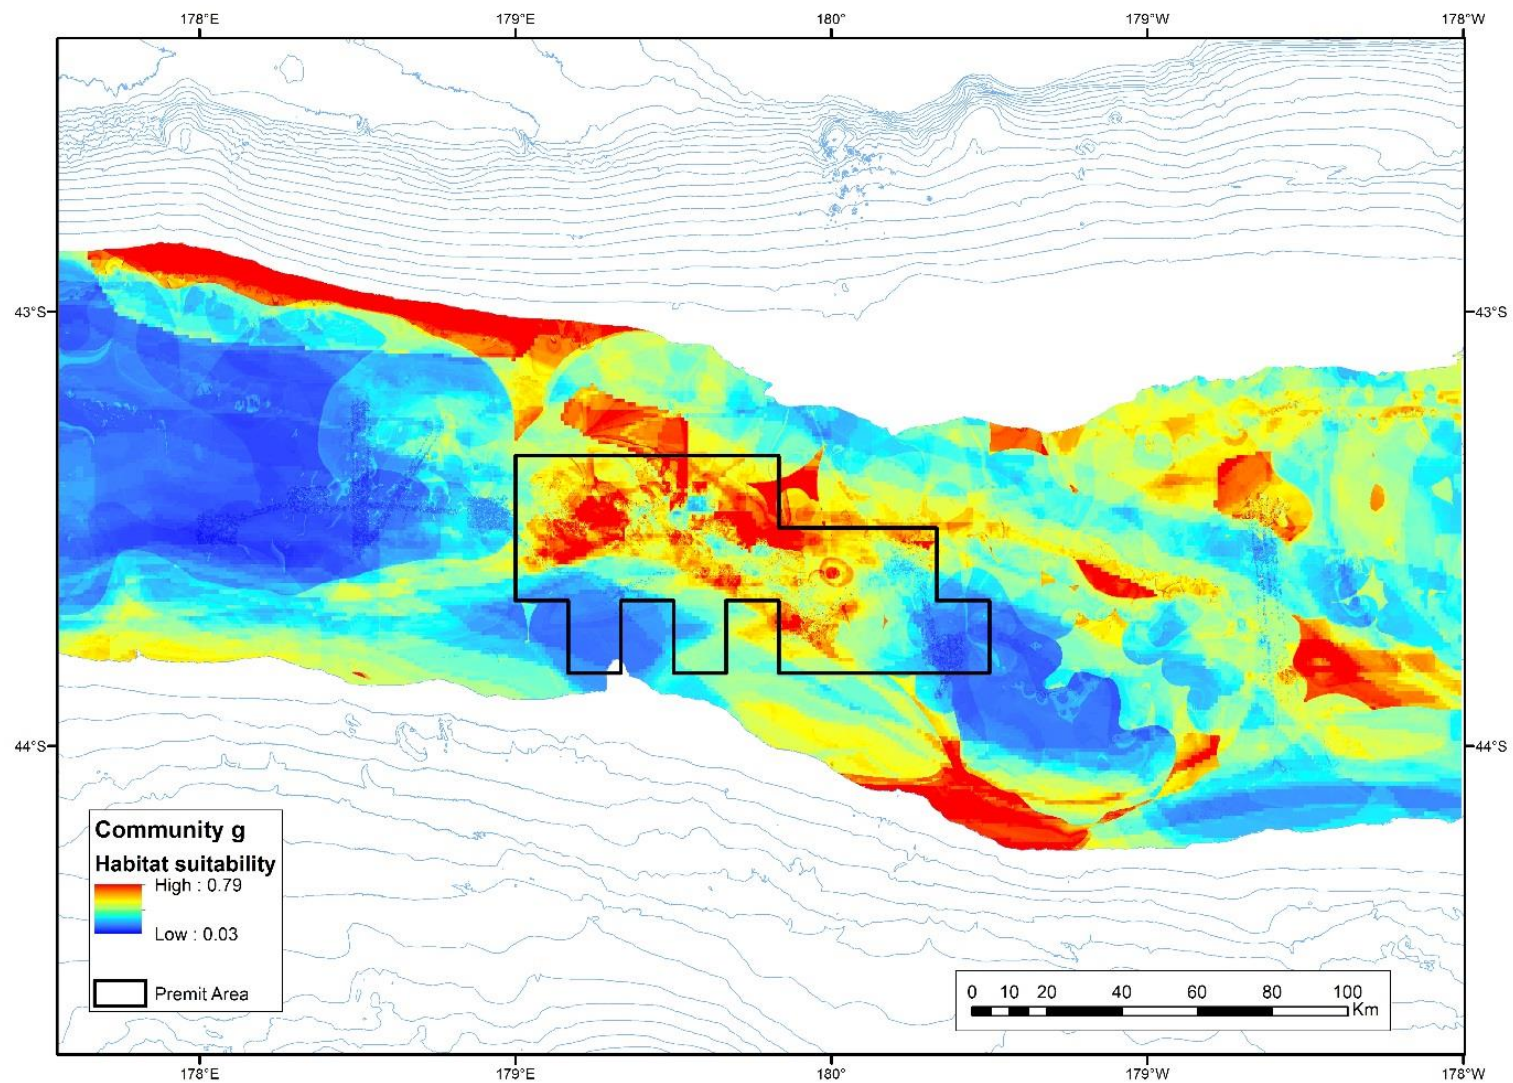 178°E 179°E 180° 179°W 178°W
43°S 43°S
44°S 44°S
Community g
Habitat suitability
High : 0.79
Low : 0.03
Premit Area
0 10 20 40 60 80 100
Km
178°E 179°E 180° 179°W 178°W